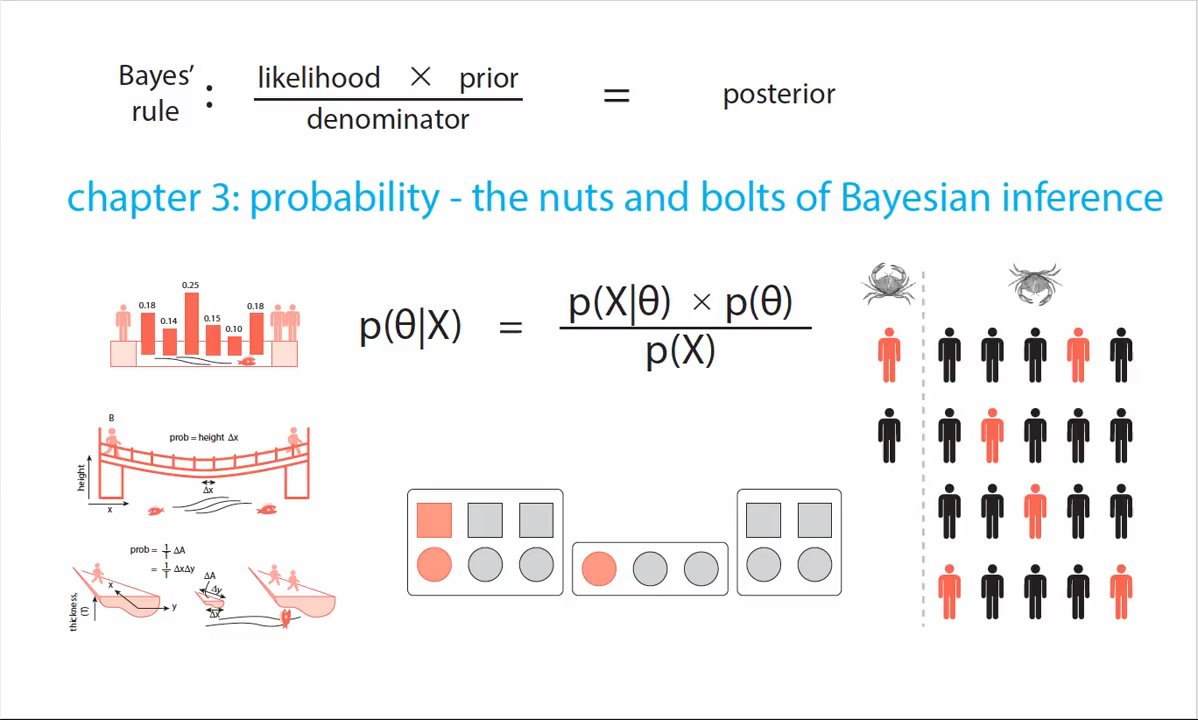 Bayes' rule : likelihood × prior / denominator = posterior
chapter 3: probability - the nuts and bolts of Bayesian inference
0.18 0.14 0.25 0.15 0.10 0.18
p(θ|X) = p(X|θ) × p(θ) / p(X)
B
prob = height Δx
height
Δx
x
prob = 1/T ΔA
= 1/T ΔxΔy
thickness, (T)
x
y
ΔA
Δy
Δx